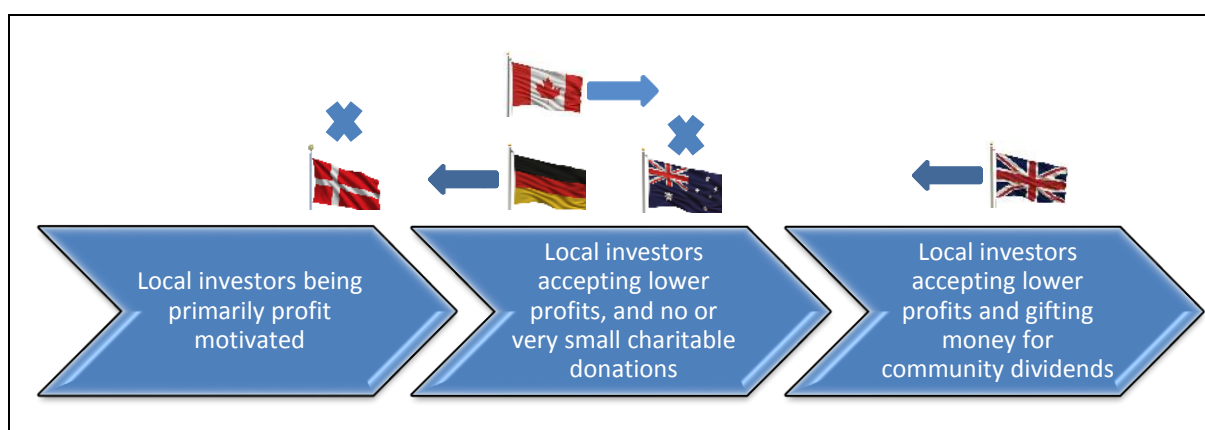 Local investors being
primarily profit
motivated
Local investors
accepting lower
profits, and no or
very small charitable
donations
Local investors
accepting lower
profits and gifting
money for
community dividends